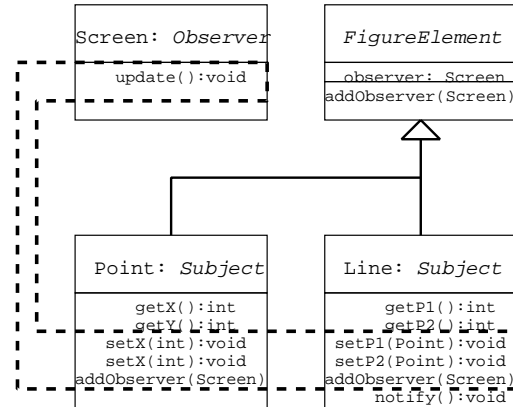 Screen: Observer
update():void
FigureElement
observer: Screen
addObserver(Screen)
Point: Subject
getX():int
getY():int
setX(int):void
setX(int):void
addObserver(Screen)
Line: Subject
getP1():int
getP2():int
setP1(Point):void
setP2(Point):void
addObserver(Screen)
notify():void